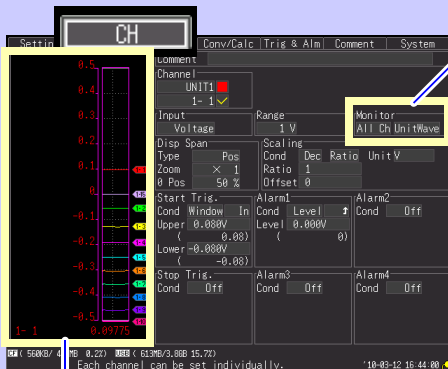 CH
Settin Conv/Calc Trig & Alm Comment System
Comment
Channel
UNIT1
1- 1
Input Range Monitor
Voltage 1 V All Ch UnitWave
Disp Span Scaling
Type Pos Cond Dec Ratio Unit V
Zoom × 1 Ratio 1
0 Pos 50 % Offset 0
Start Trig. Alarm1 Alarm2
Cond Window In Cond Level Cond Off
Upper 0.080V Level 0.000V
( 0.08) ( 0)
Lower -0.080V
( -0.08)
Stop Trig. Alarm3 Alarm4
Cond Off Cond Off Cond Off
0.5
0.4
0.3
0.2
0.1
0
-0.1
-0.2
-0.3
-0.4
-0.5
1- 1 0.09775
CF ( 560KB/ 4 MB 0.2%) USB ( 613MB/3.8GB 15.7%)
Each channel can be set individually. '10-03-12 16:44:00